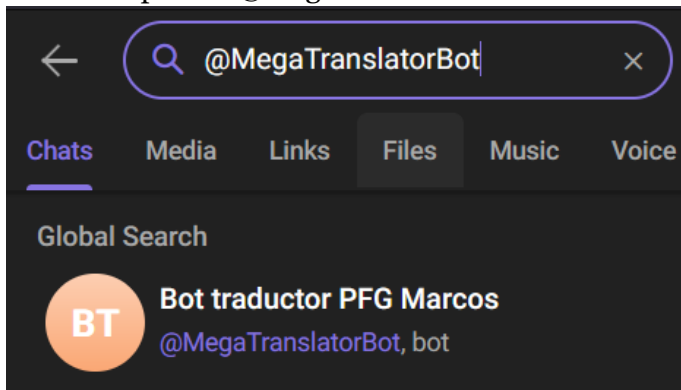 @MegaTranslatorBot
Chats Media Links Files Music Voice
Global Search
BT
Bot traductor PFG Marcos
@MegaTranslatorBot, bot